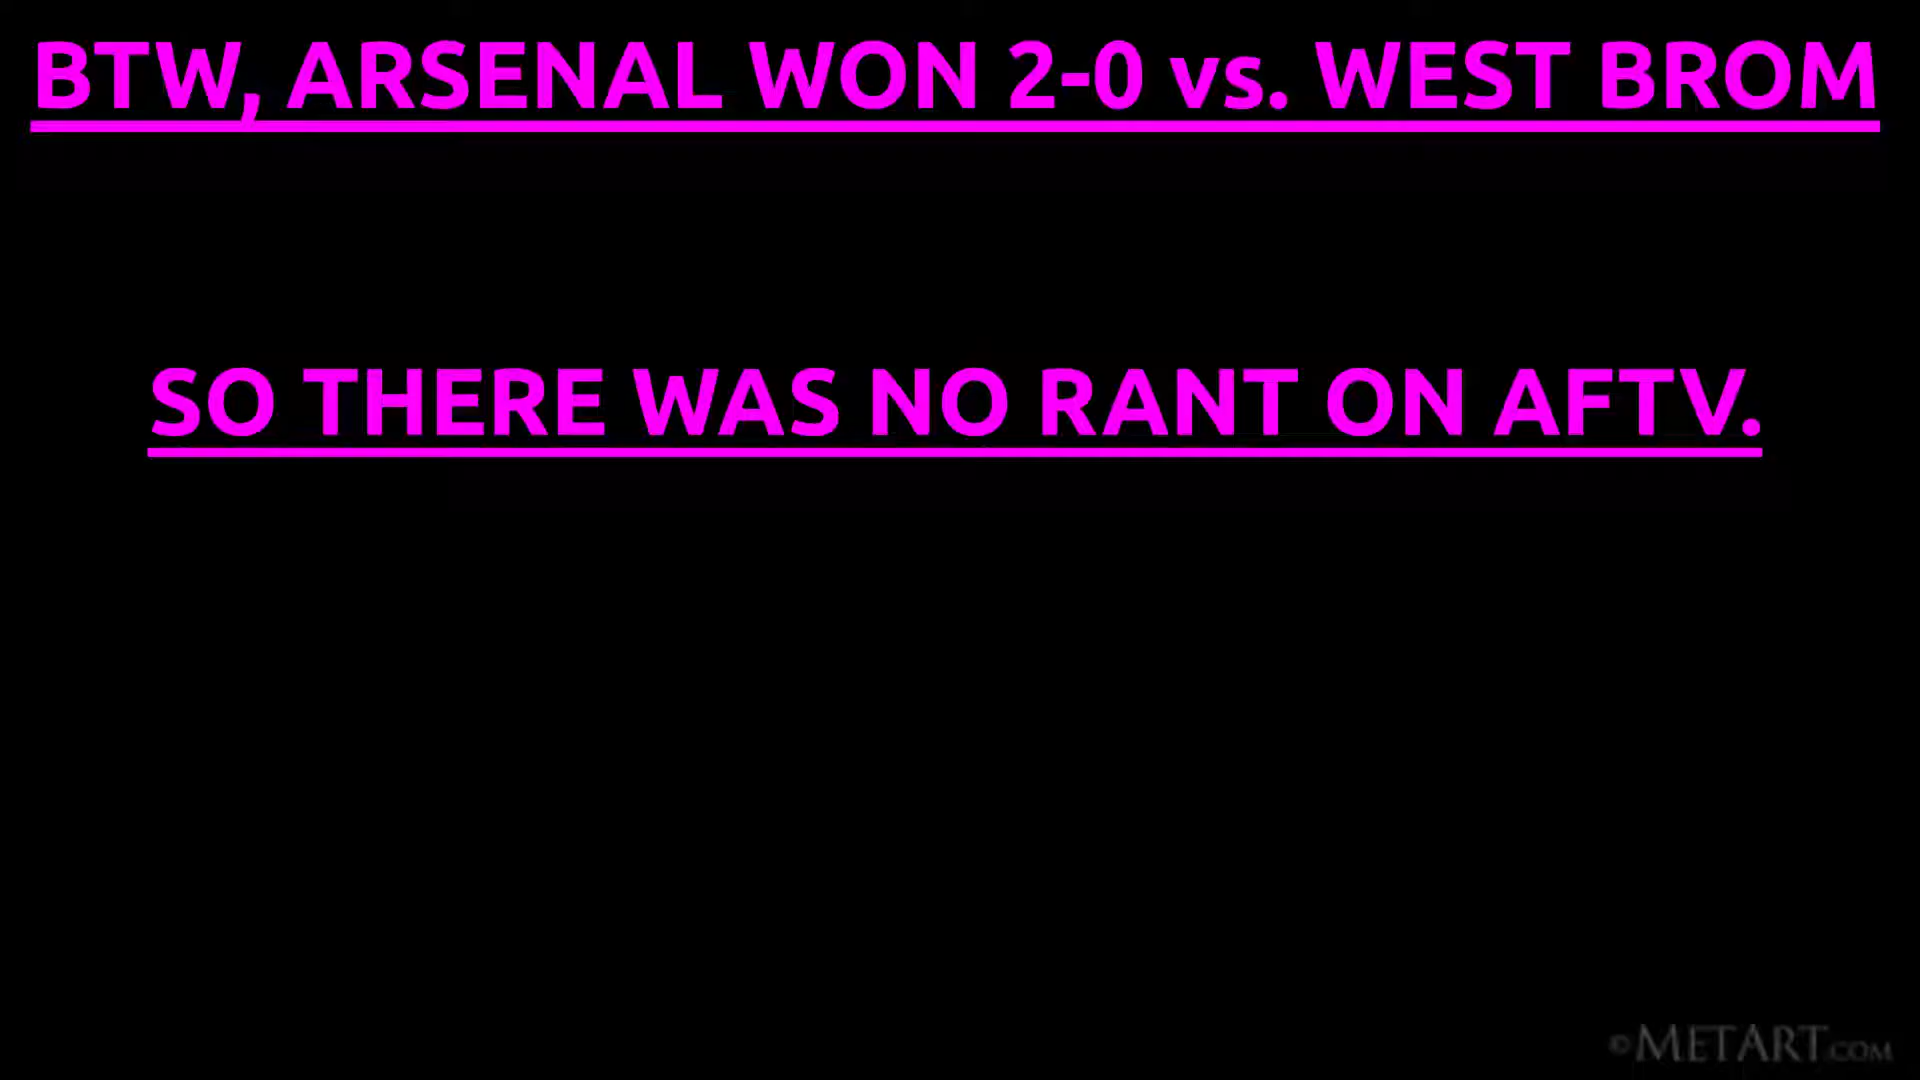 BTW, ARSENAL WON 2-0 vs. WEST BROM
SO THERE WAS NO RANT ON AFTV.
©METART.COM